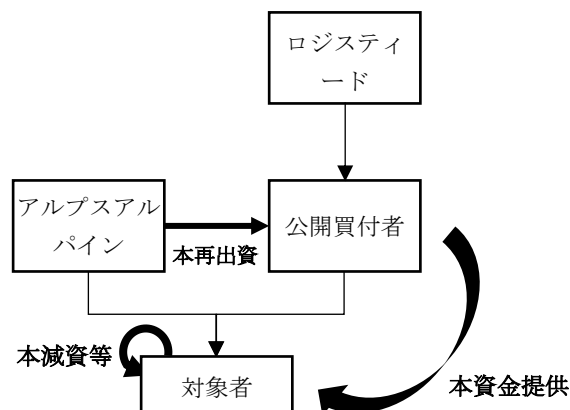 ロジスティ
ード
アルプスアル
パイン
本再出資
公開買付者
本減資等
対象者
本資金提供